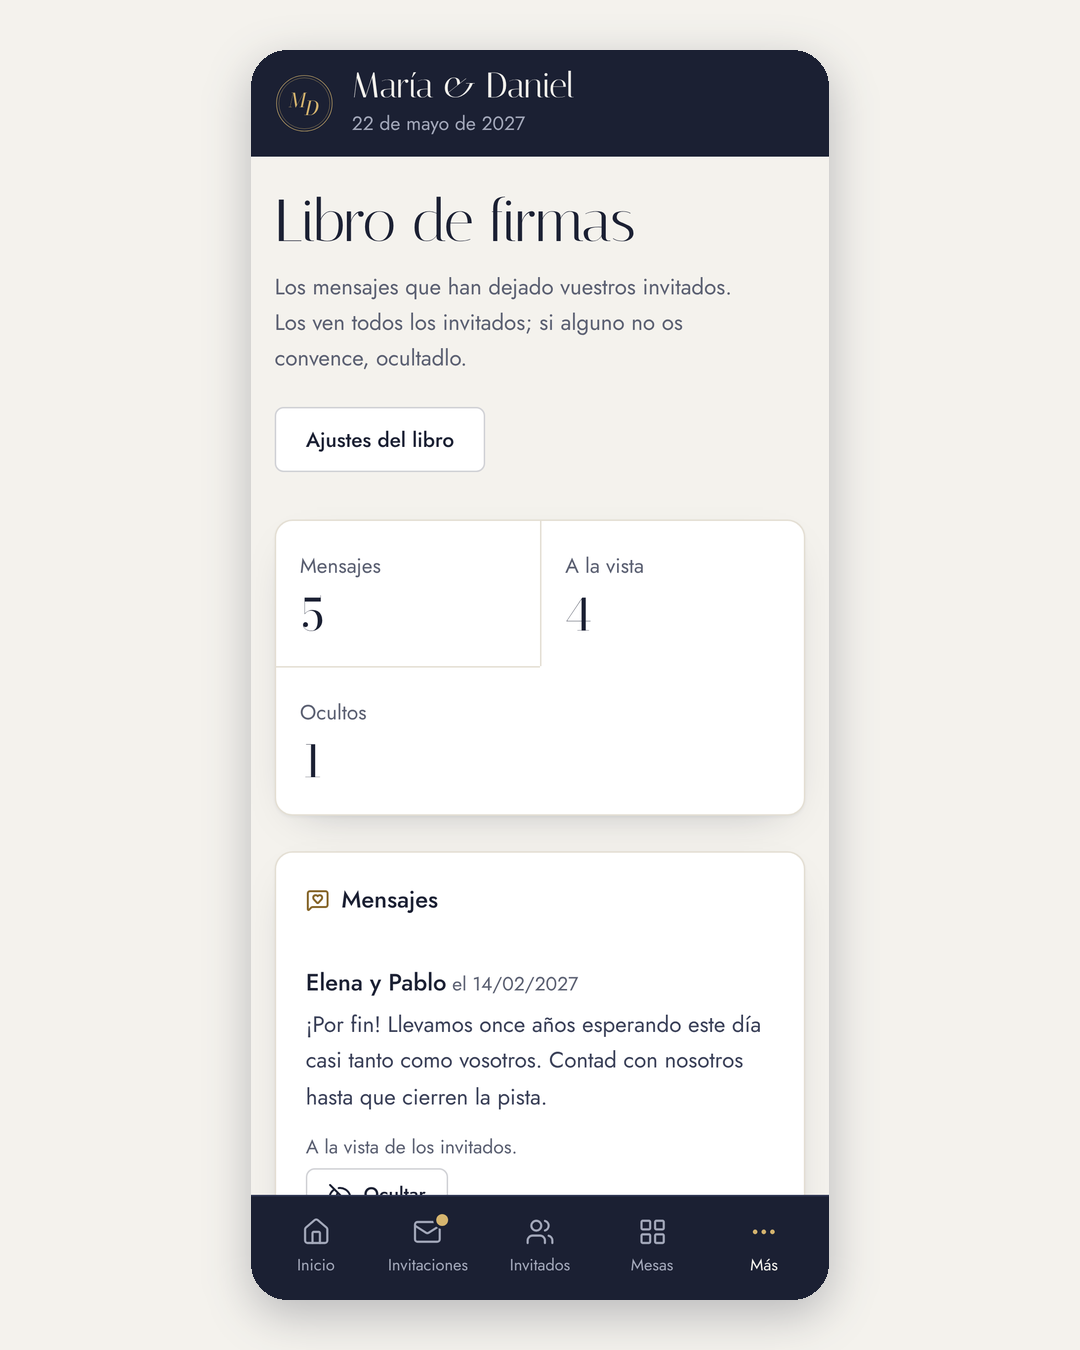 MD
María & Daniel
22 de mayo de 2027
Libro de firmas
Los mensajes que han dejado vuestros invitados.
Los ven todos los invitados; si alguno no os
convence, ocultadlo.
Ajustes del libro
Mensajes
5
A la vista
4
Ocultos
1
Mensajes
Elena y Pablo el 14/02/2027
¡Por fin! Llevamos once años esperando este día
casi tanto como vosotros. Contad con nosotros
hasta que cierren la pista.
A la vista de los invitados.
Ocultar
Inicio
Invitaciones
Invitados
Mesas
Más